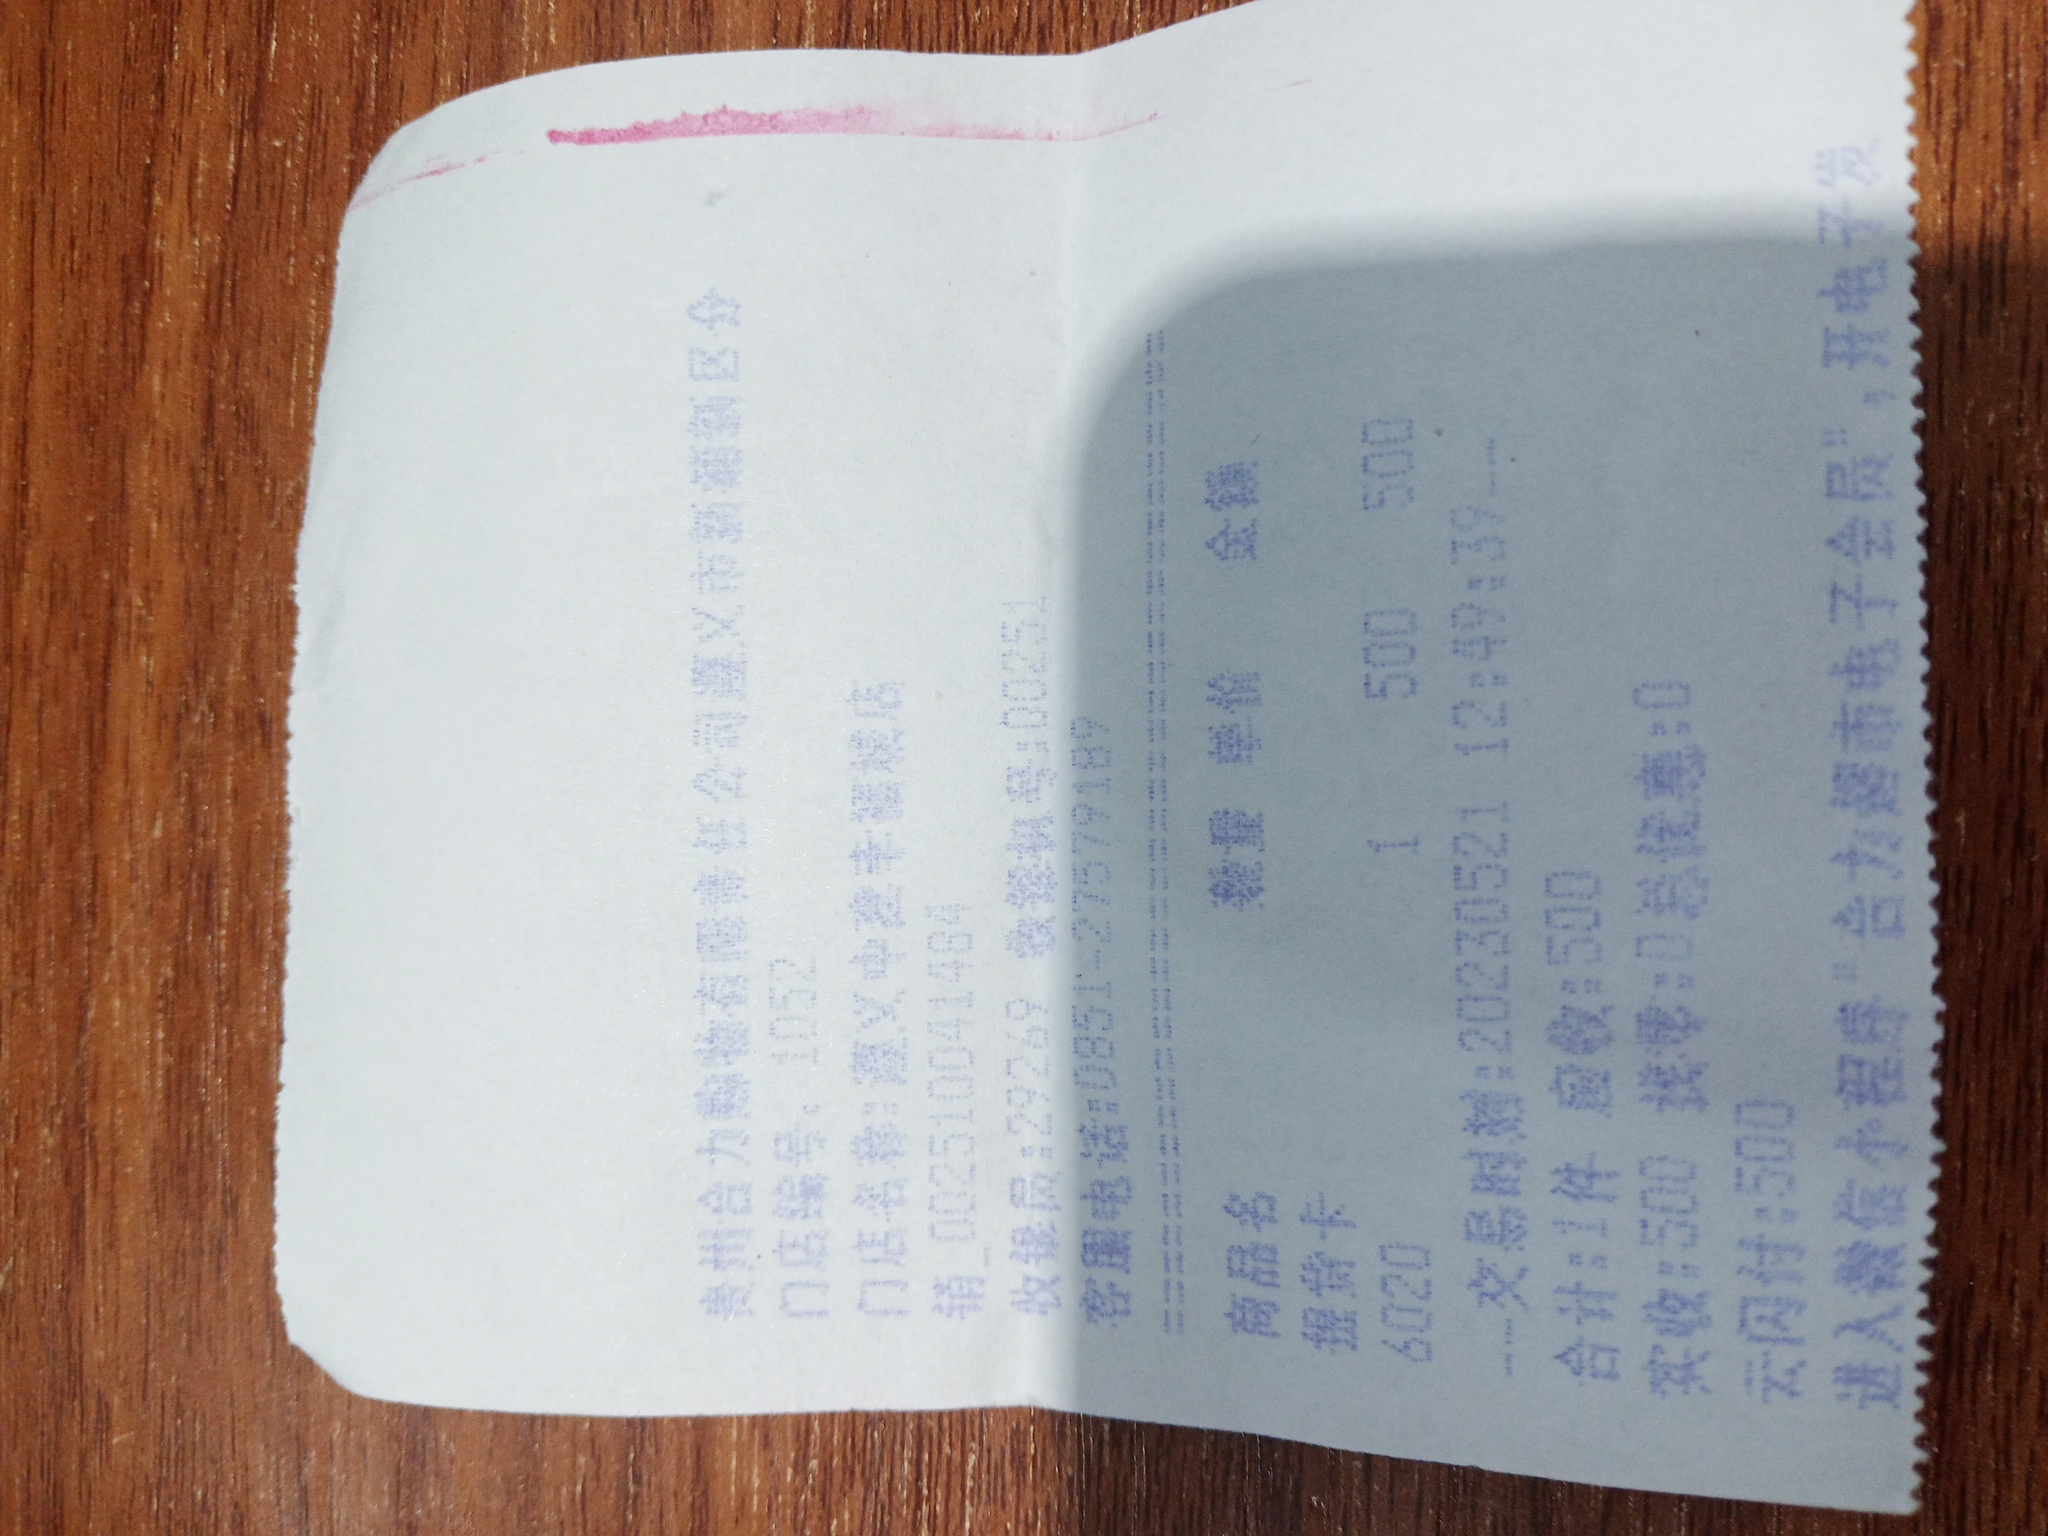 贵州合力购物有限责任公司遵义市新蒲新区分
门店编号: 1052
门店名称:遵义中建幸福城店
销_002510041484
收银员:29269 收银机号:00251
客服电话:0851-27579189
商品名 数量 单价 金额
提货卡
6020 1 500 500
---交易时刻:20230521 12:49:39---
合计:1件 应收:500
实收:500 找零:0总优惠:0
云闪付:500
进入微信小程序"合力超市电子会员",开电子发